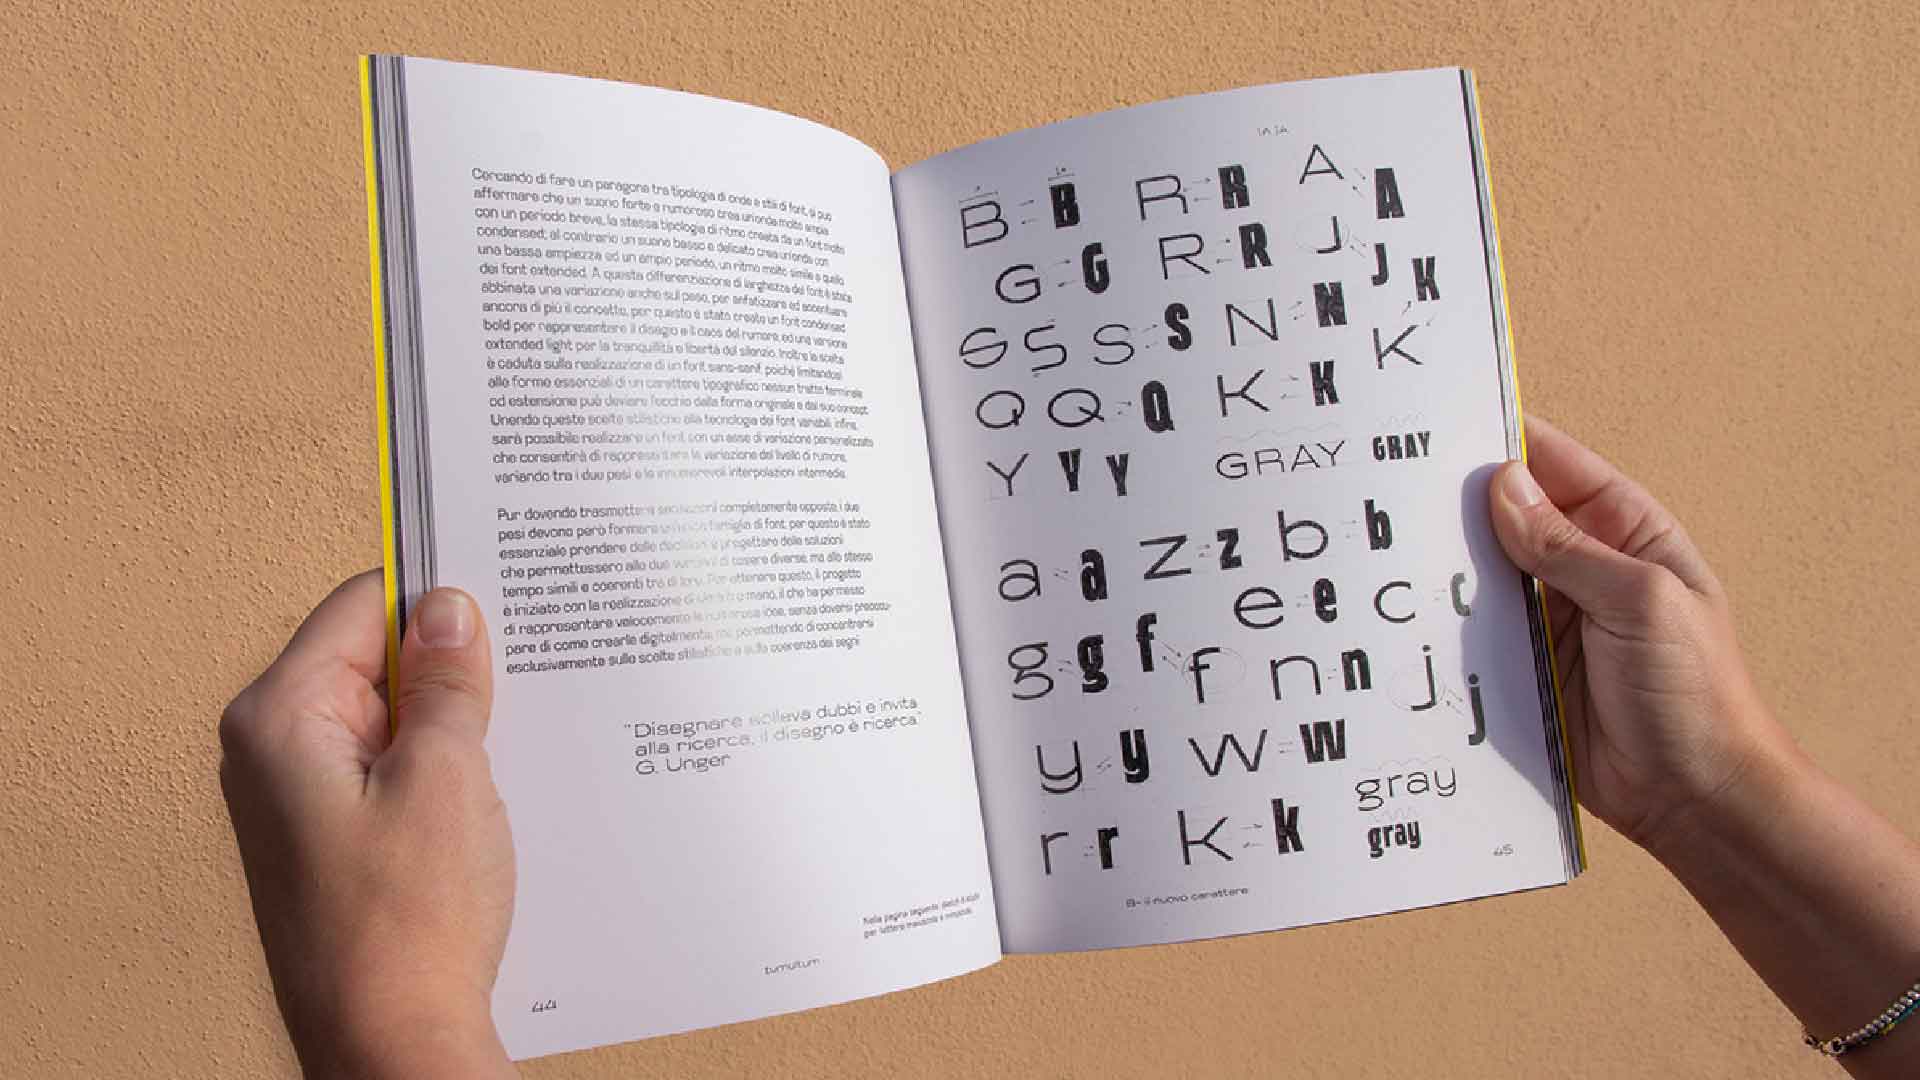 Cercando di fare un paragone tra tipologia di onde e stili di font, si può
affermare che un suono forte e rumoroso crea un'onda molto ampia
con un periodo breve, la stessa tipologia di ritmo creata da un font molto
condensed; al contrario un suono basso e delicato crea un'onda con
una bassa ampiezza ed un ampio periodo, un ritmo molto simile a quello
dei font extended. A questa differenziazione di larghezza dei font è stata
abbinata una variazione anche sul peso, per enfatizzare ed accentuare
ancora di più il concetto, per questo è stato creato un font condensed
bold per rappresentare il disagio e il caos del rumore, ed una versione
extended light per la tranquillità e libertà del silenzio. Inoltre la scelta
è caduta sulla realizzazione di un font sans-serif, poiché limitandosi
alle forme essenziali di un carattere tipografico nessun tratto terminale
od estensione può deviare l'occhio dalla forma originale e dal suo concept.
Unendo queste scelte stilistiche alla tecnologia dei font variabili, infine,
sarà possibile realizzare un font con un asse di variazione personalizzato
che consentirà di rappresentare la variazione del livello di rumore,
variando tra i due pesi e le innumerevoli interpolazioni intermedie.
Pur dovendo trasmettere sensazioni completamente opposte, i due
pesi devono però formare un'unica famiglia di font, per questo è stato
essenziale prendere delle decisioni e progettare delle soluzioni
che permettessero alle due versioni di essere diverse, ma allo stesso
tempo simili e coerenti tra di loro. Per ottenere questo, il progetto
è iniziato con la realizzazione di a mano, il che ha permesso
di rappresentare velocemente le numerose idee, senza doversi preoccu-
pare di come crearle digitalmente, ma permettendo di concentrarsi
esclusivamente sulle scelte stilistiche e sulla coerenza dei segni
"Disegnare solleva dubbi e invita
alla ricerca, il disegno è ricerca"
G. Unger
Nella pagina seguente: sketch di studio
per lettere maiuscole e minuscole.
tumultum
44
A
B B R R A
G G R R J J K
S S S S N N K
Q Q Q K K
Y Y Y GRAY GRAY
a a z z b b
e e c c
g g f f n n j j
y y w w
gray
r r k k gray
45
B- il nuovo carattere